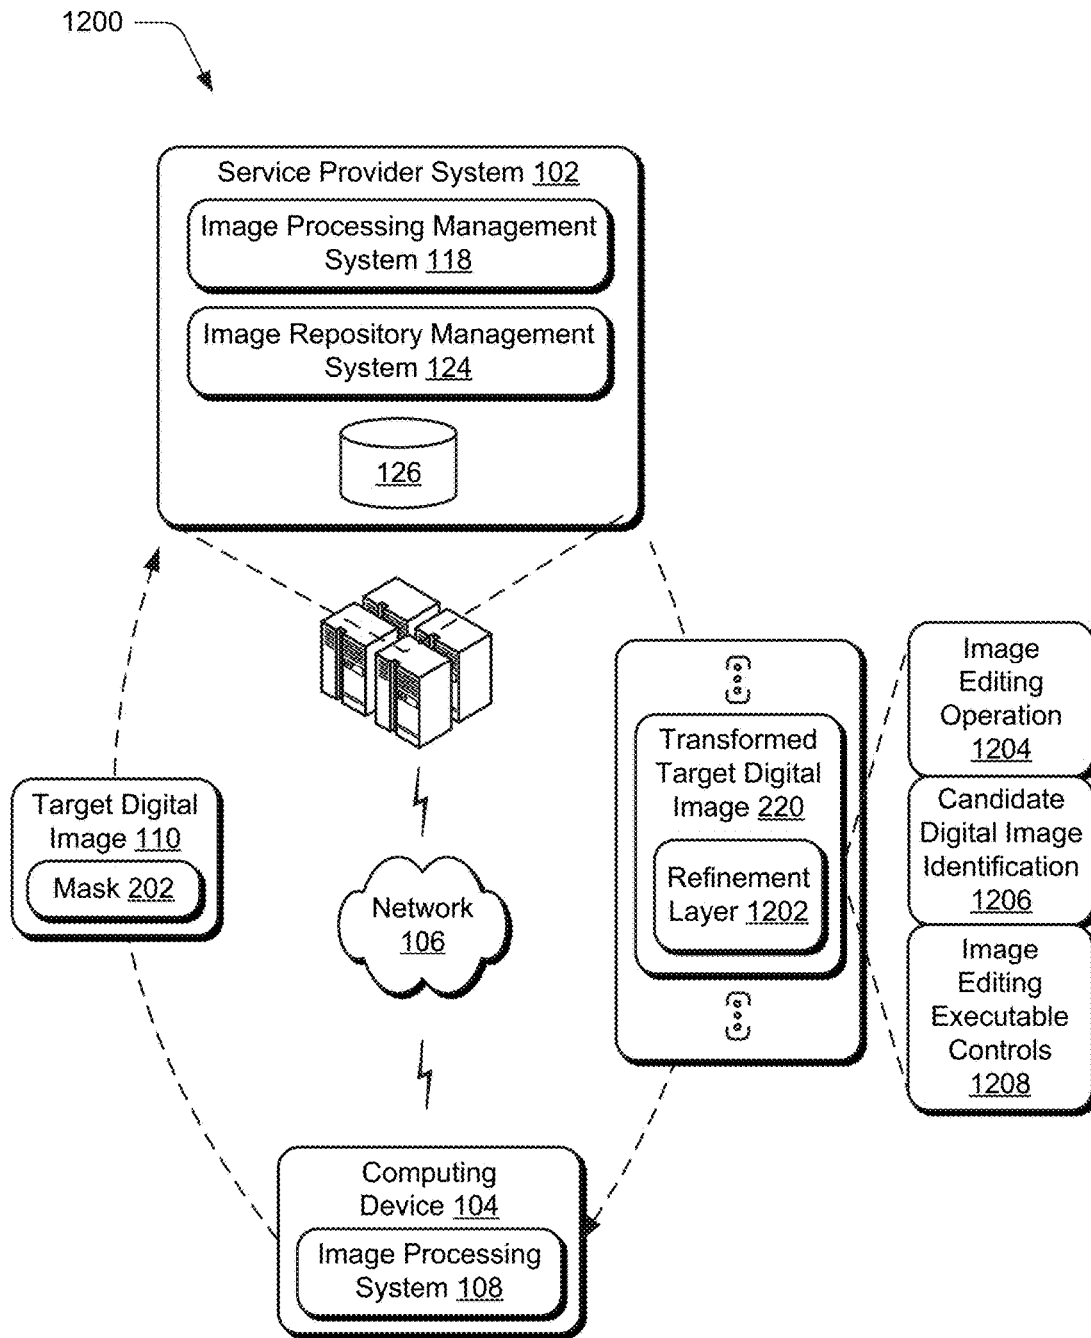 1200
Service Provider System 102
Image Processing Management
System 118
Image Repository Management
System 124
126
Target Digital
Image 110
Mask 202
Network
106
Transformed
Target Digital
Image 220
Refinement
Layer 1202
Image
Editing
Operation
1204
Candidate
Digital Image
Identification
1206
Image
Editing
Executable
Controls
1208
Computing
Device 104
Image Processing
System 108